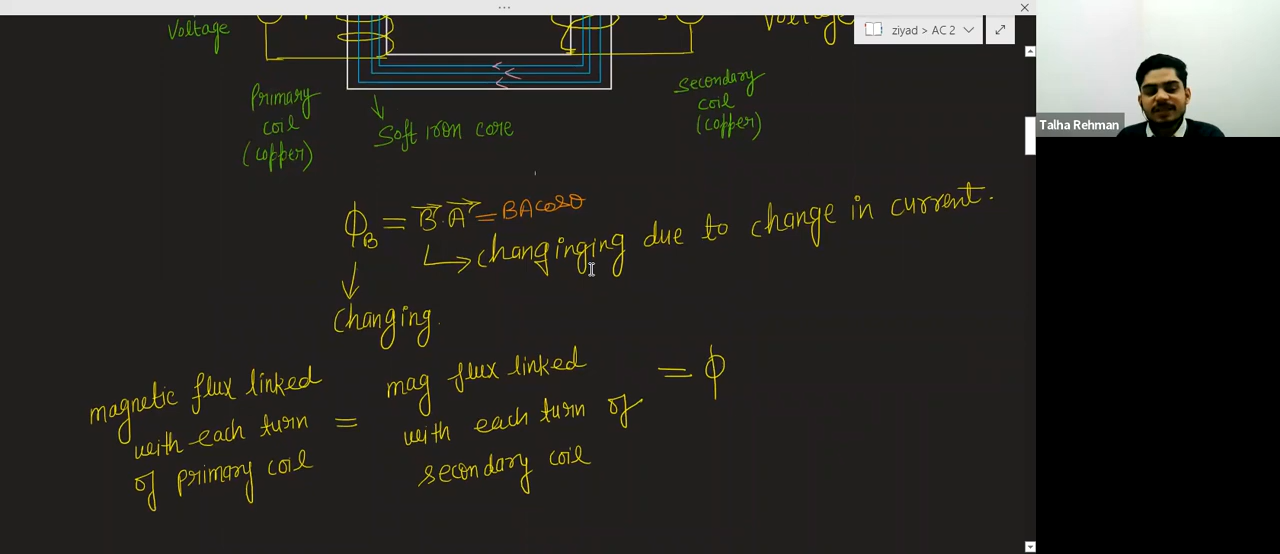 Voltage
Voltage
ziyad > AC 2
Primary
coil
(copper)
Soft iron core
Secondary
coil
(copper)
Talha Rehman
ϕB = B⃗.A⃗ = BAcosθ
changinging due to change in current.
Changing.
magnetic flux linked
with each turn
of primary coil
=
mag flux linked
with each turn of
secondary coil
= ϕ